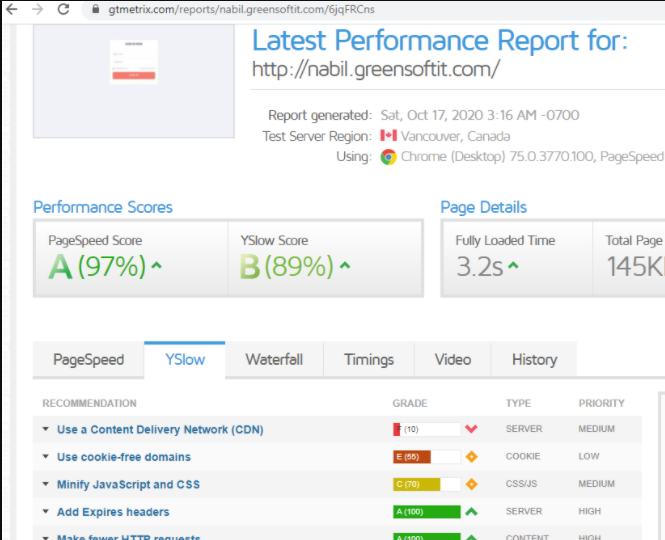 gtmetrix.com/reports/nabil.greensoftit.com/6jqFRCns
Latest Performance Report for:
http://nabil.greensoftit.com/
Report generated: Sat, Oct 17, 2020 3:16 AM -0700
Test Server Region: Vancouver, Canada
Using: Chrome (Desktop) 75.0.3770.100, PageSpeed
Performance Scores
Page Details
PageSpeed Score
YSlow Score
Fully Loaded Time
Total Page
A (97%)
B (89%)
3.2s
145K
PageSpeed YSlow Waterfall Timings Video History
RECOMMENDATION GRADE TYPE PRIORITY
Use a Content Delivery Network (CDN) F (10) SERVER MEDIUM
Use cookie-free domains E (55) COOKIE LOW
Minify JavaScript and CSS C (70) CSS/JS MEDIUM
Add Expires headers A (100) SERVER HIGH
Make fewer HTTP requests A (100) CONTENT HIGH